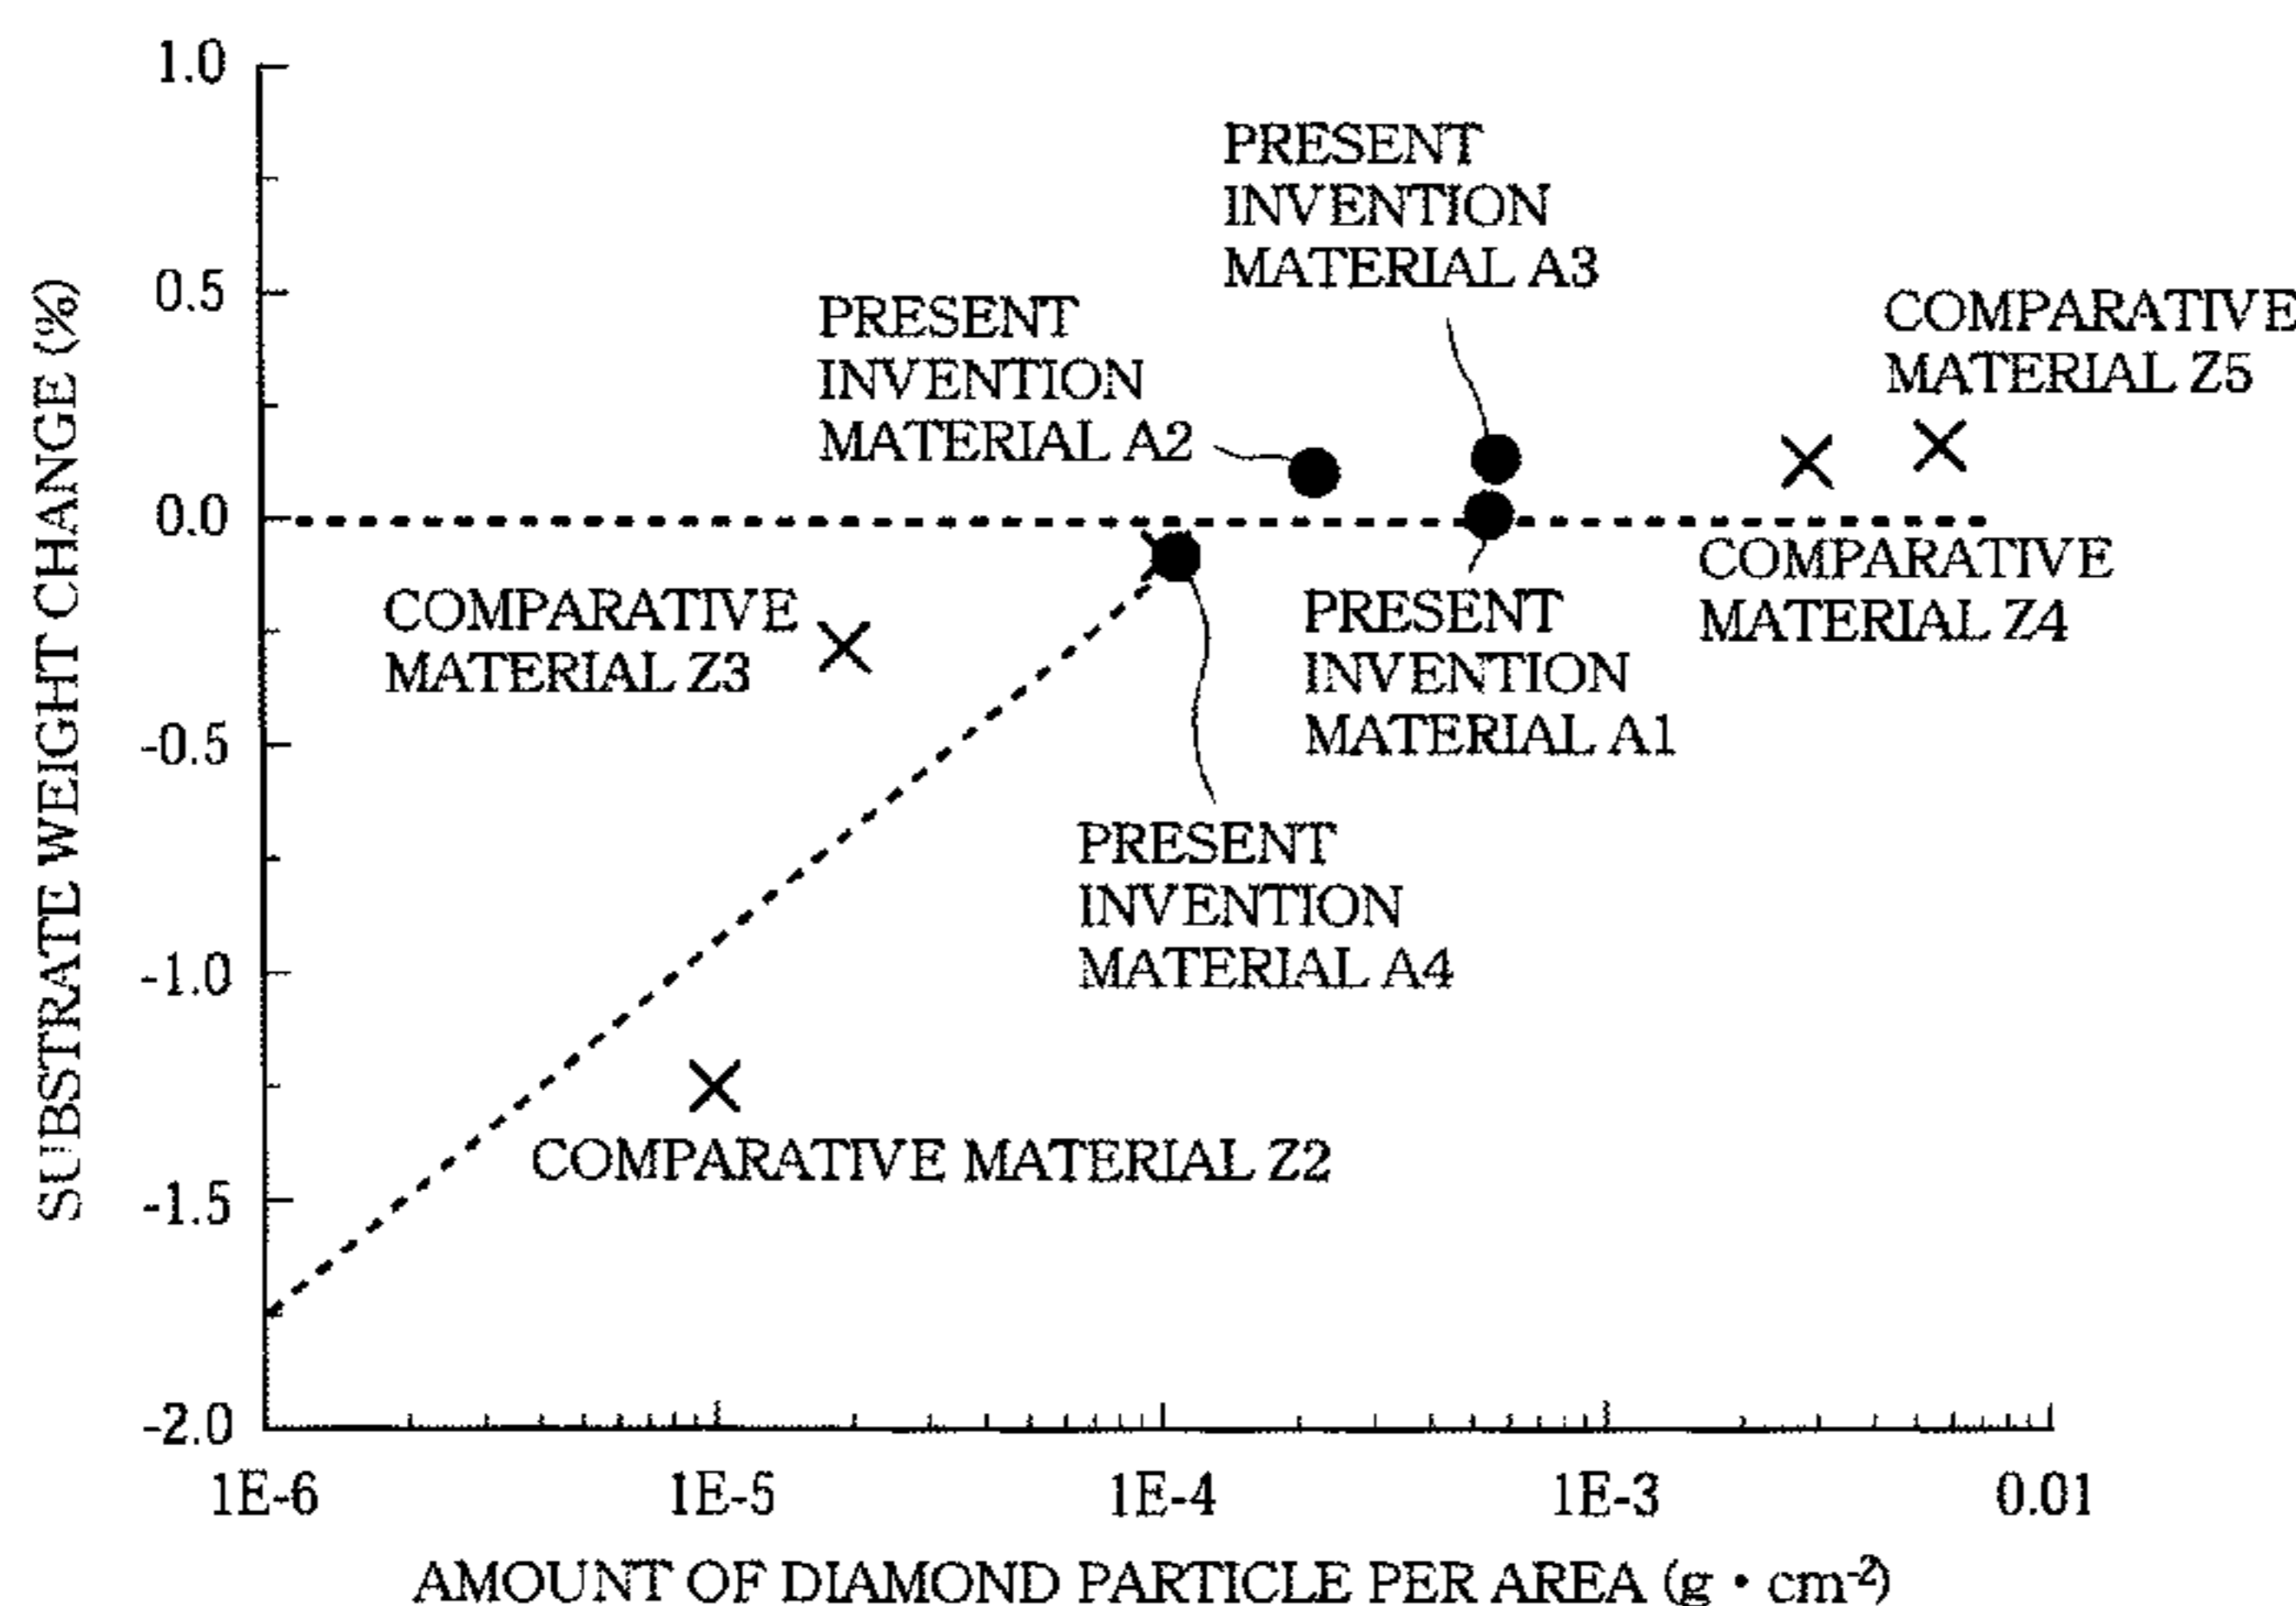 1.0
0.5
0.0
-0.5
-1.0
-1.5
-2.0
SUBSTRATE WEIGHT CHANGE (%)
PRESENT
INVENTION
MATERIAL A3
PRESENT
INVENTION
MATERIAL A2
COMPARATIVE
MATERIAL Z5
COMPARATIVE
MATERIAL Z3
COMPARATIVE
MATERIAL Z4
PRESENT
INVENTION
MATERIAL A1
PRESENT
INVENTION
MATERIAL A4
COMPARATIVE MATERIAL Z2
1E-6 1E-5 1E-4 1E-3 0.01
AMOUNT OF DIAMOND PARTICLE PER AREA (g・cm⁻²)